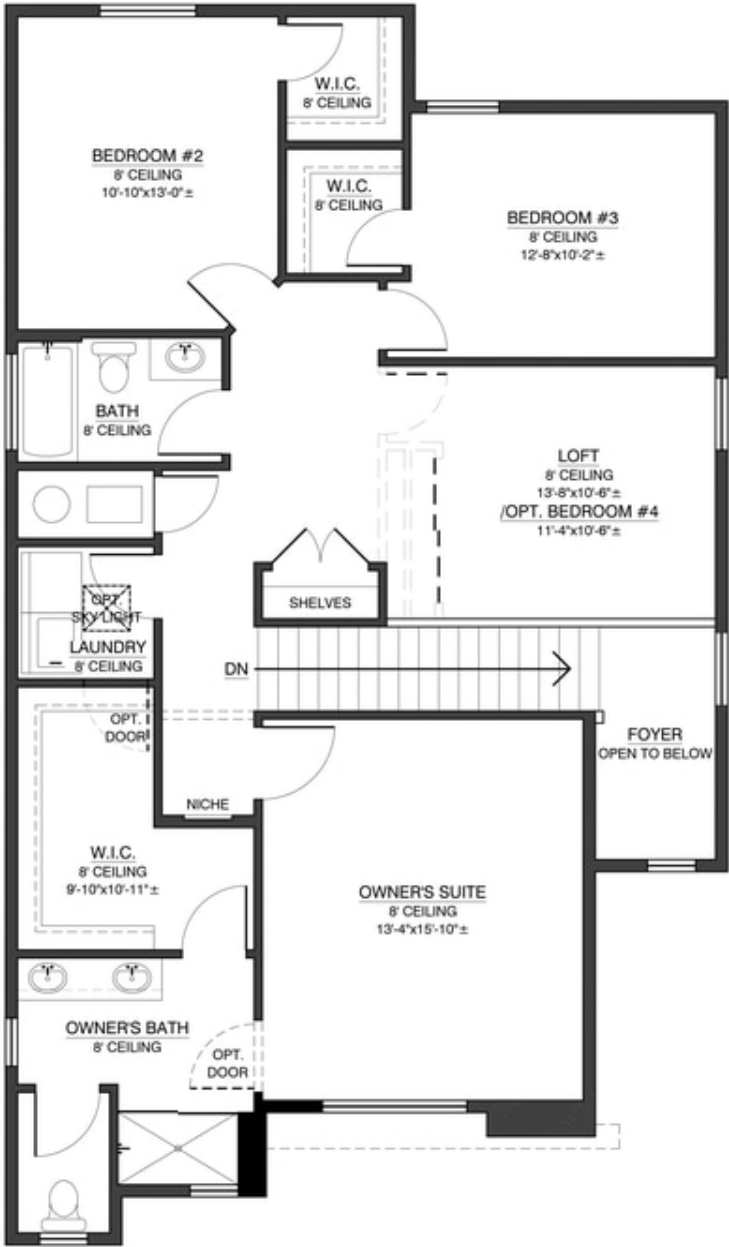 W.I.C.
8' CEILING
BEDROOM #2
8' CEILING
10'-10"x13'-0"±
W.I.C.
8' CEILING
BEDROOM #3
8' CEILING
12'-8"x10'-2"±
BATH
8' CEILING
LOFT
8' CEILING
13'-8"x10'-6"±
/OPT. BEDROOM #4
11'-4"x10'-6"±
SHELVES
OPT.
SKY LIGHT
LAUNDRY
8' CEILING
DN
OPT.
DOOR
FOYER
OPEN TO BELOW
NICHE
W.I.C.
8' CEILING
9'-10"x10'-11"±
OWNER'S SUITE
8' CEILING
13'-4"x15'-10"±
OWNER'S BATH
8' CEILING
OPT.
DOOR